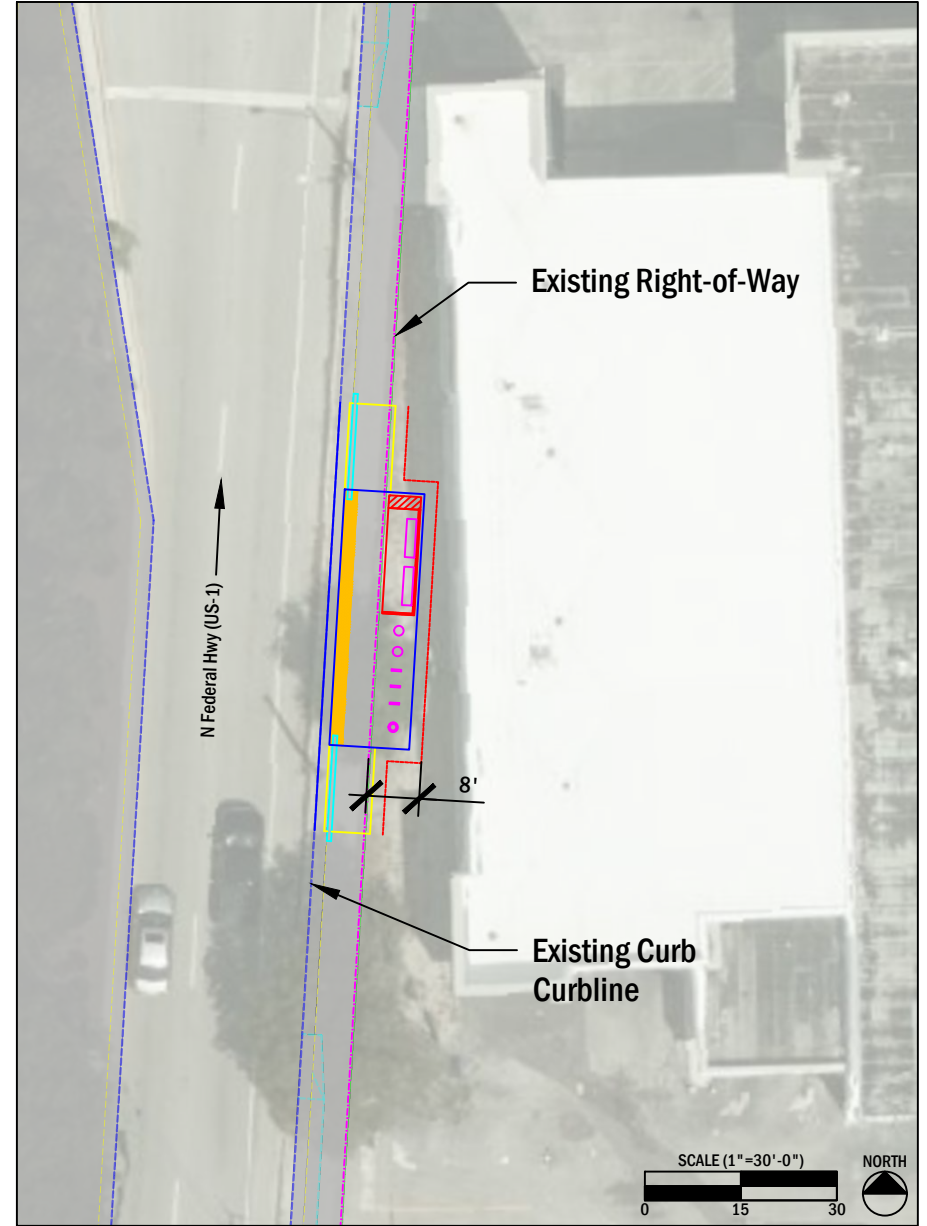 Existing Right-of-Way
N Federal Hwy (US-1)
8'
Existing Curb
Curbline
SCALE (1"=30'-0")
0 15 30
NORTH